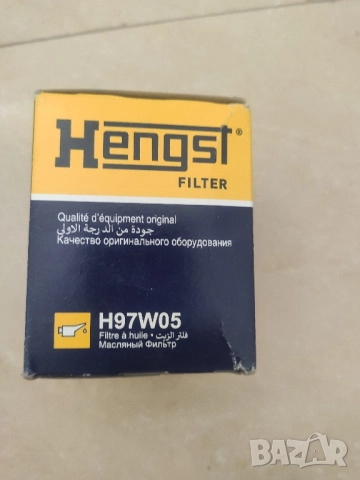 Hengst®
FILTER
Qualité d'équipment original
جودة من الدرجة الاولى
Качество оригинального оборудования
H97W05
Filtre à huile • فلتر الزيت
Масляный Фильтр
bazar.bg